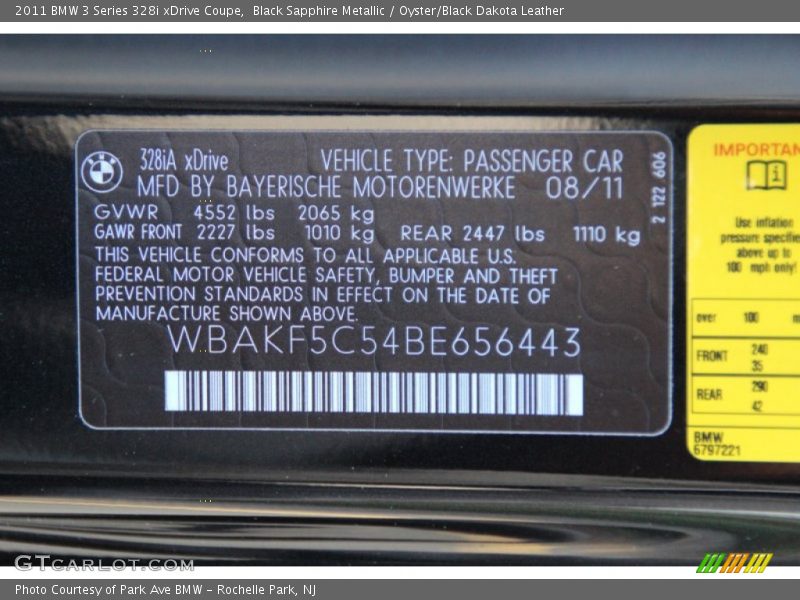 2011 BMW 3 Series 328i xDrive Coupe,  Black Sapphire Metallic / Oyster/Black Dakota Leather
328iA xDrive VEHICLE TYPE: PASSENGER CAR
MFD BY BAYERISCHE MOTORENWERKE 08/11
GVWR 4552 lbs 2065 kg
GAWR FRONT 2227 lbs 1010 kg REAR 2447 lbs 1110 kg
THIS VEHICLE CONFORMS TO ALL APPLICABLE U.S.
FEDERAL MOTOR VEHICLE SAFETY, BUMPER AND THEFT
PREVENTION STANDARDS IN EFFECT ON THE DATE OF
MANUFACTURE SHOWN ABOVE.
WBAKF5C54BE656443
2 122 606
IMPORTAN
Use inflation
pressure specifie
above up to
100 mph only!
over 100 m
FRONT 240
35
REAR 290
42
BMW
6797221
GTCARLOT.COM
Photo Courtesy of Park Ave BMW - Rochelle Park, NJ